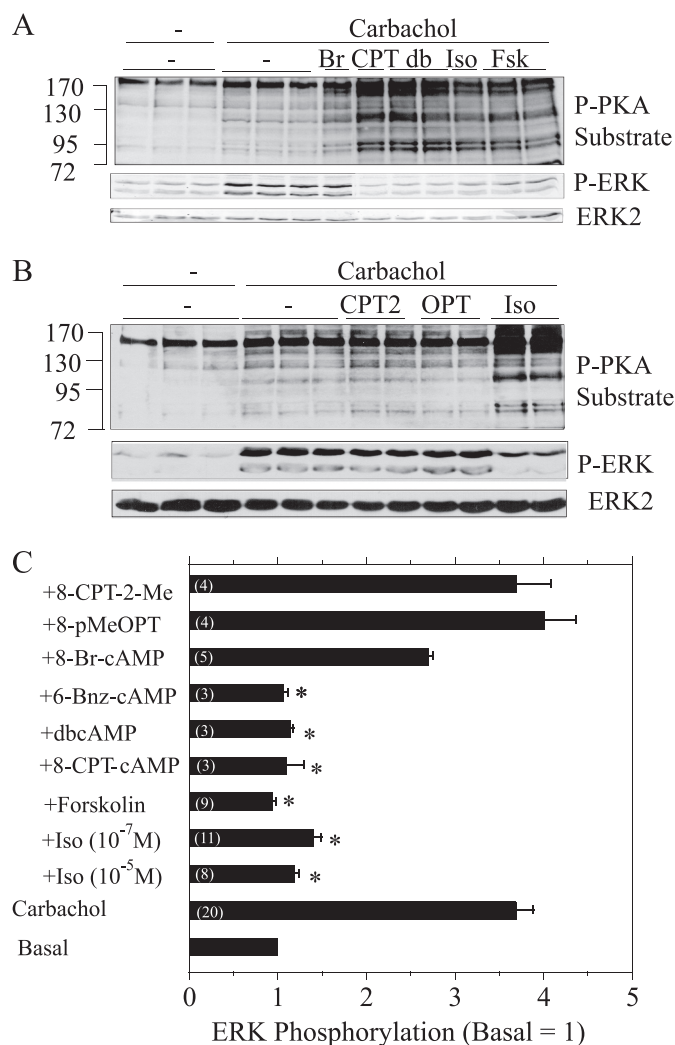 A
- Carbachol
- - Br CPT db Iso Fsk
170
130
95
72
P-PKA
Substrate
P-ERK
ERK2
B
- Carbachol
- - CPT2 OPT Iso
170
130
95
72
P-PKA
Substrate
P-ERK
ERK2
C
+8-CPT-2-Me (4)
+8-pMeOPT (4)
+8-Br-cAMP (5)
+6-Bnz-cAMP (3) *
+dbcAMP (3) *
+8-CPT-cAMP (3) *
+Forskolin (9) *
+Iso (10⁻⁷M) (11) *
+Iso (10⁻⁵M) (8) *
Carbachol (20)
Basal
0 1 2 3 4 5
ERK Phosphorylation (Basal = 1)